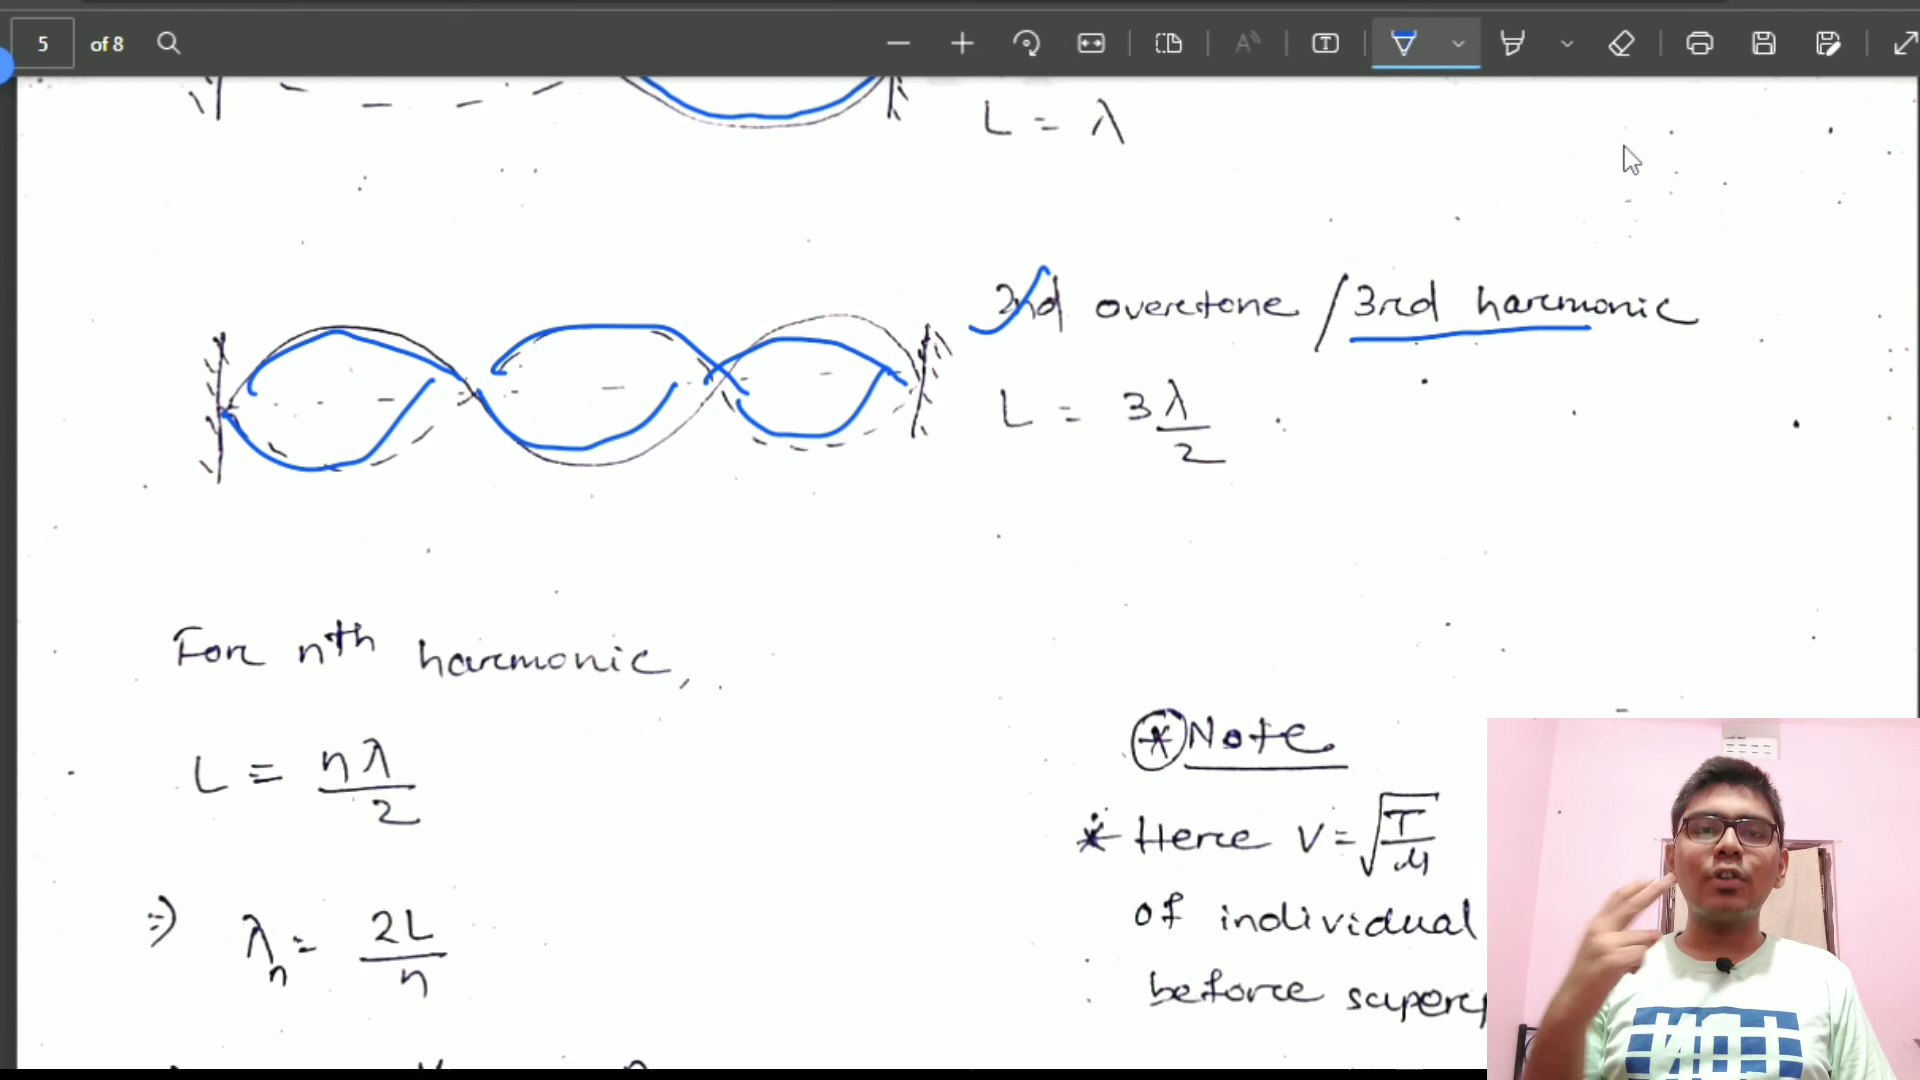 5 of 8
L = λ
2nd overtone / 3rd harmonic
L = 3λ/2
For nth harmonic,
L = nλ/2
⇒ λn = 2L/n
* Note
* Here V = √T/μ
of individual
before superp